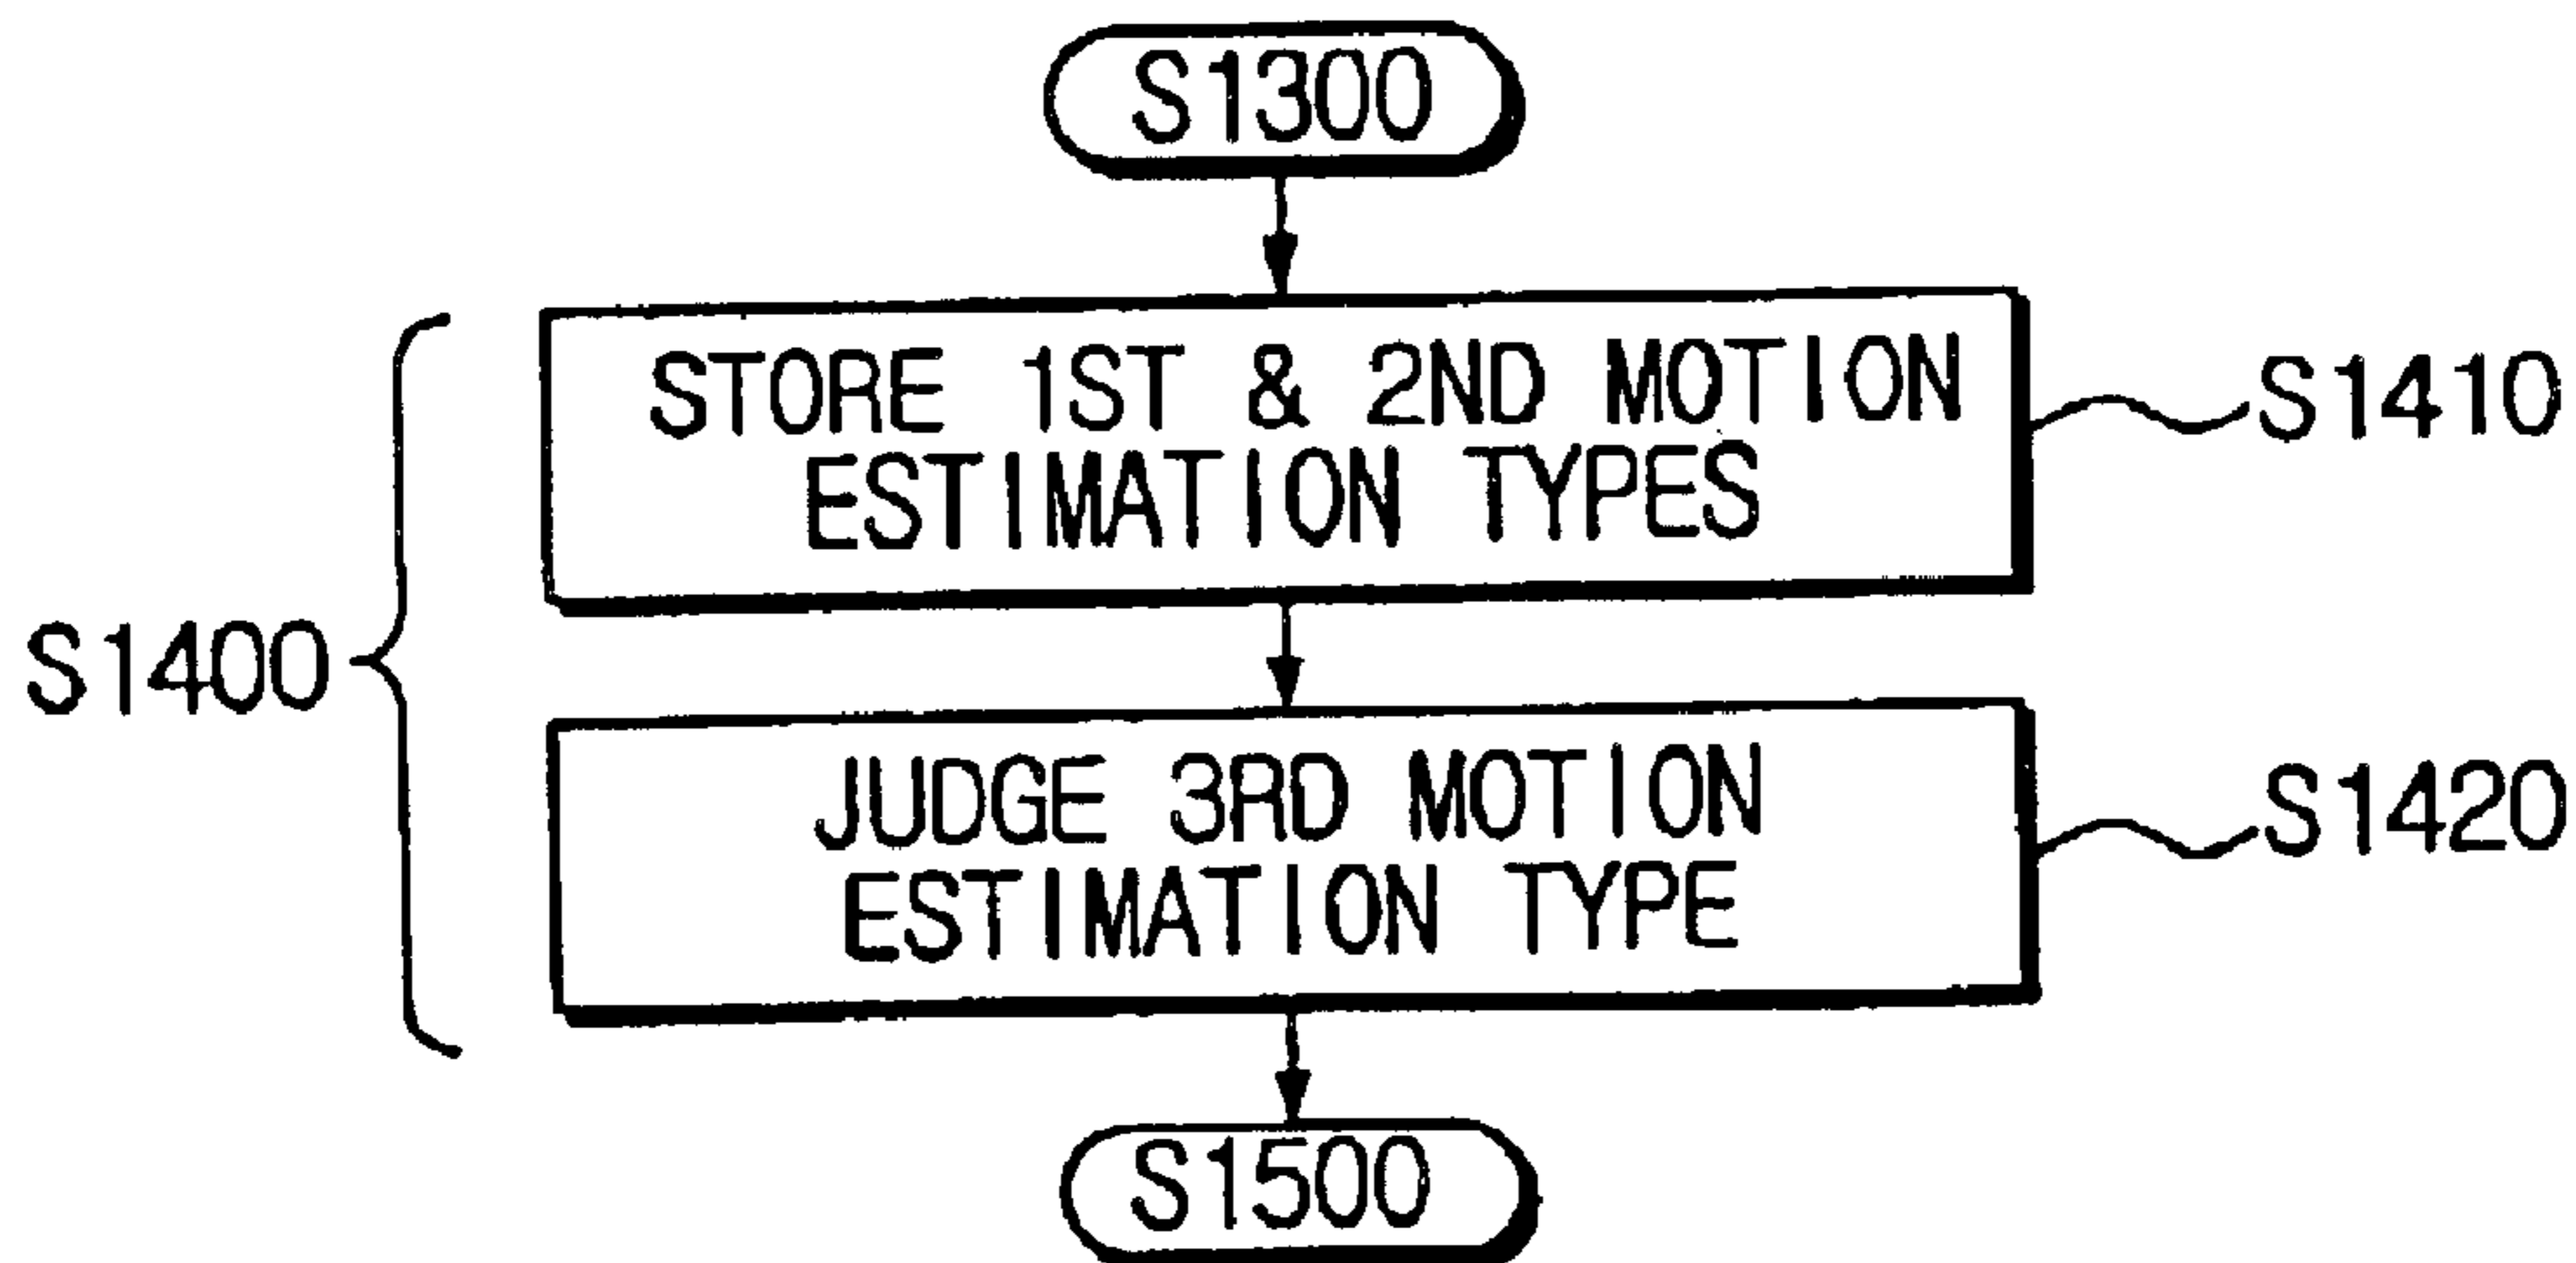 S1300
STORE 1ST & 2ND MOTION
ESTIMATION TYPES
S1410
S1400
JUDGE 3RD MOTION
ESTIMATION TYPE
S1420
S1500